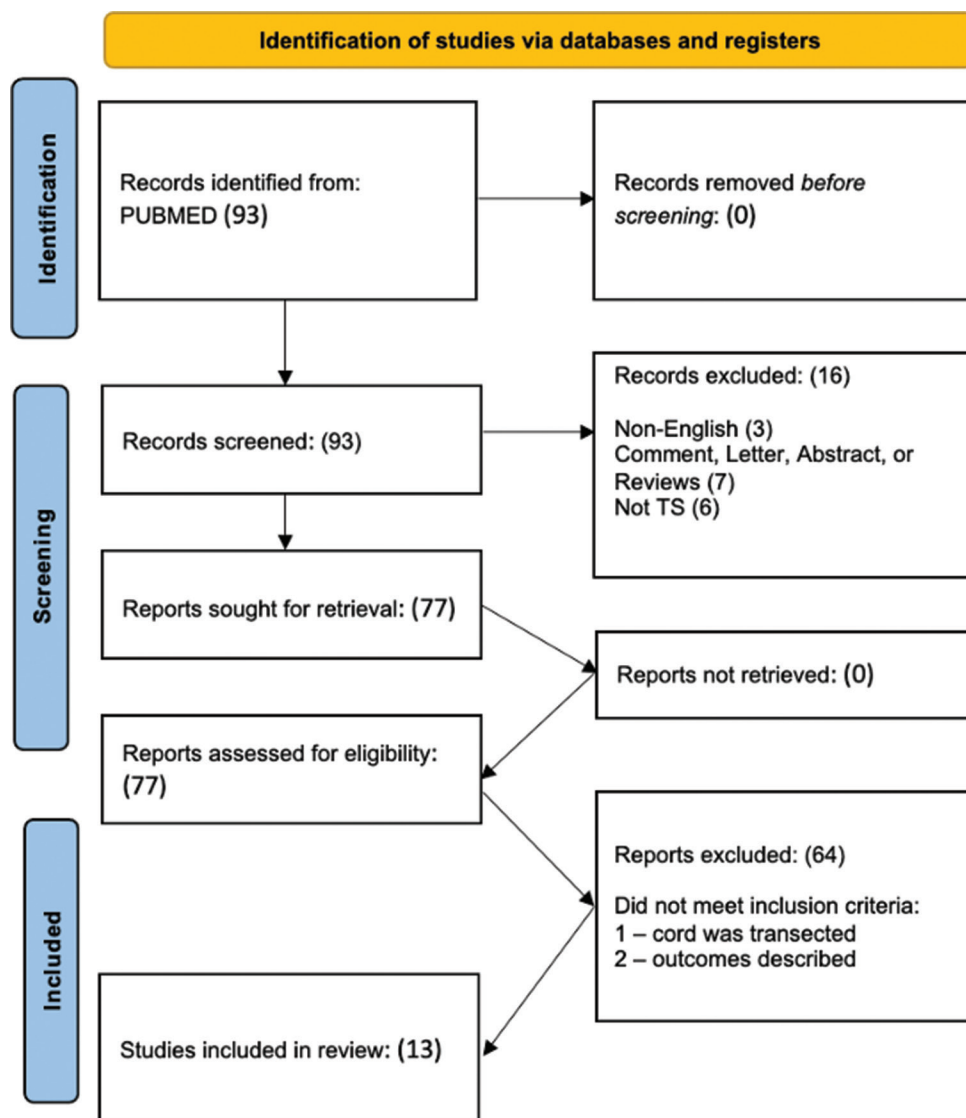 Identification of studies via databases and registers
Identification
Records identified from:
PUBMED (93)
Records removed before
screening: (0)
Screening
Records screened: (93)
Records excluded: (16)
Non-English (3)
Comment, Letter, Abstract, or
Reviews (7)
Not TS (6)
Reports sought for retrieval: (77)
Reports not retrieved: (0)
Reports assessed for eligibility:
(77)
Included
Reports excluded: (64)
Did not meet inclusion criteria:
1 – cord was transected
2 – outcomes described
Studies included in review: (13)